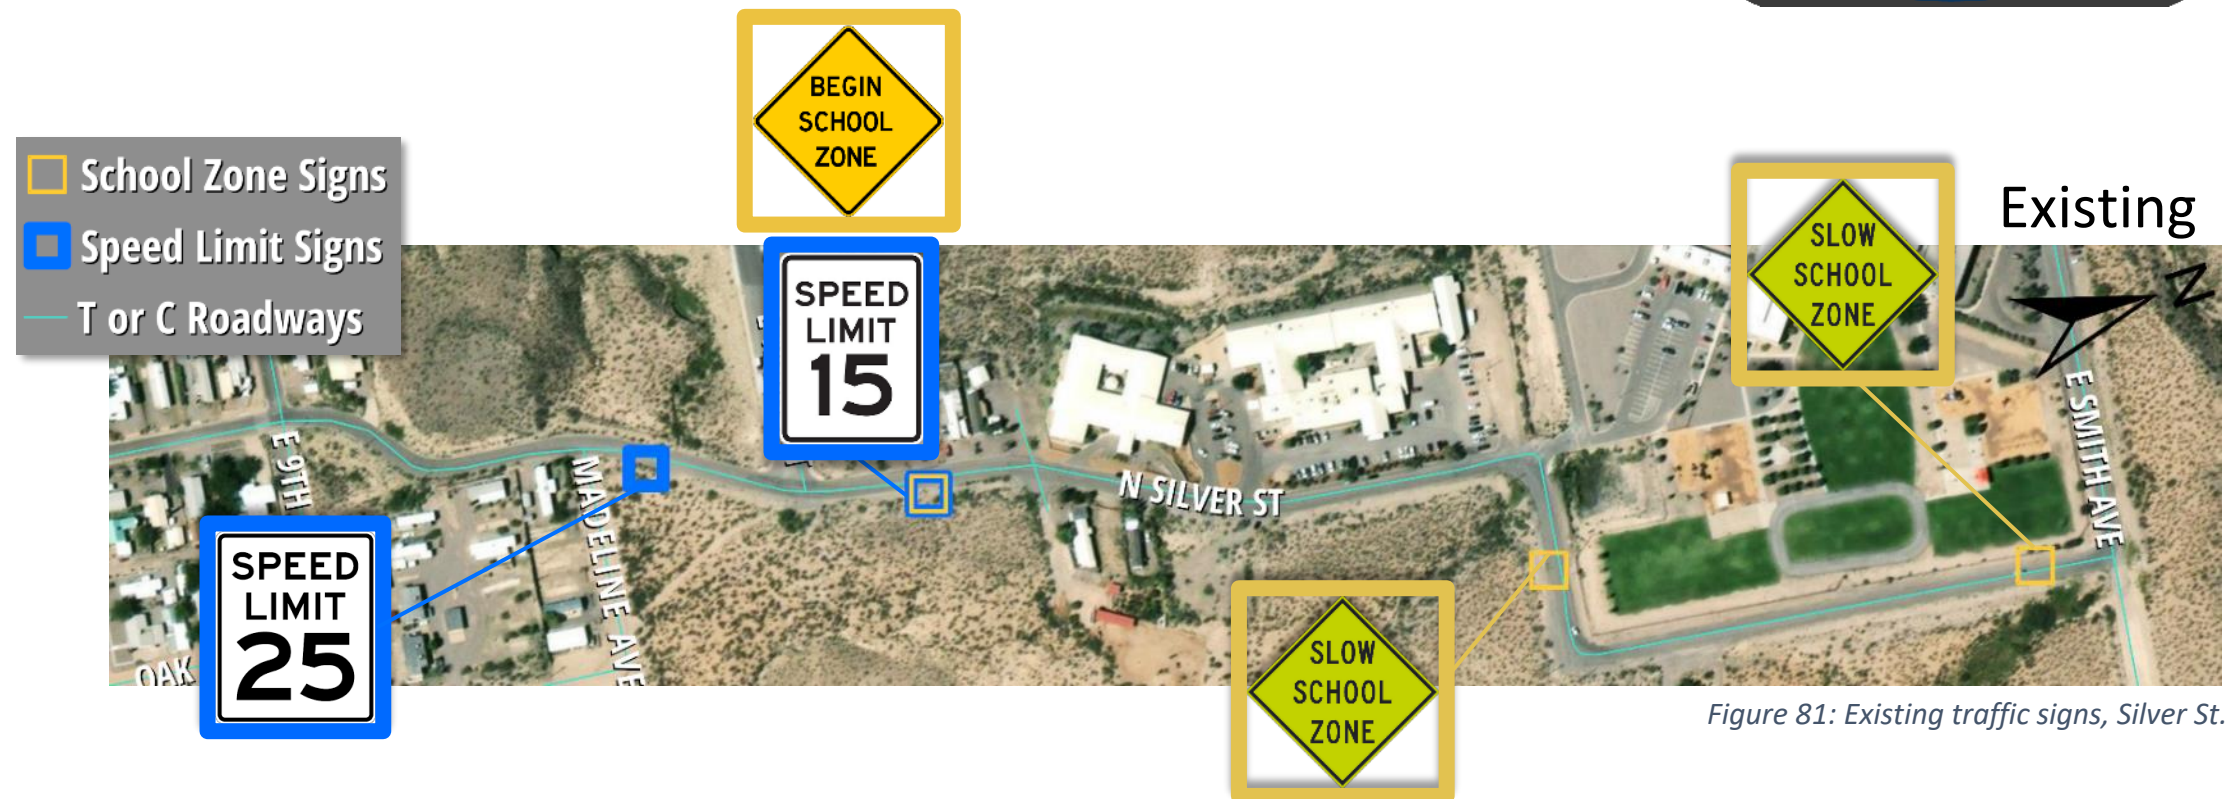 BEGIN
SCHOOL
ZONE
School Zone Signs
Speed Limit Signs
T or C Roadways
SLOW
SCHOOL
ZONE
Existing
N
SPEED
LIMIT
15
E 9TH
MADELINE AVE
N SILVER ST
E SMITH AVE
SPEED
LIMIT
25
OAK
SLOW
SCHOOL
ZONE
Figure 81: Existing traffic signs, Silver St.